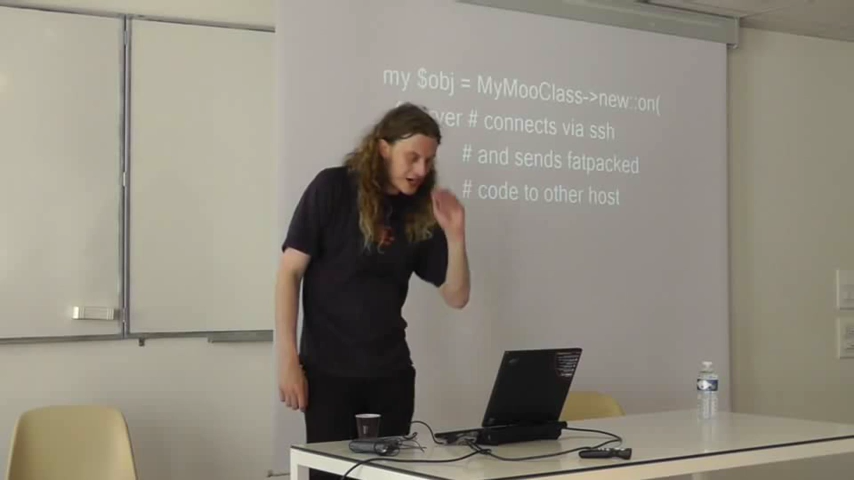 my $obj = MyMooClass->new::on(
# connects via ssh
# and sends fatpacked
# code to other host